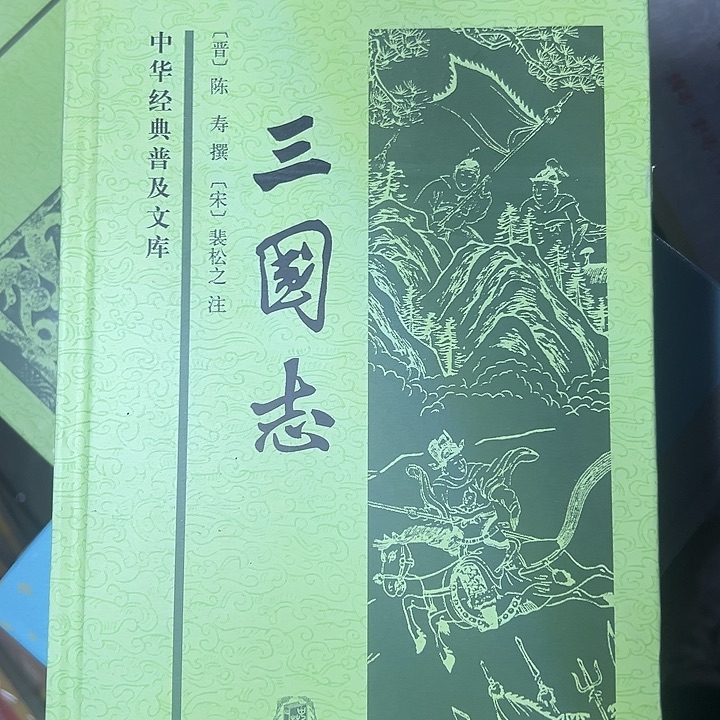 三國志
〔晋〕陈寿撰 〔宋〕裴松之注
中华经典普及文库